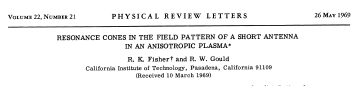 VOLUME 22, NUMBER 21 PHYSICAL REVIEW LETTERS 26 MAY 1969
RESONANCE CONES IN THE FIELD PATTERN OF A SHORT ANTENNA
IN AN ANISOTROPIC PLASMA*
R. K. Fisher† and R. W. Gould
California Institute of Technology, Pasadena, California 91109
(Received 10 March 1969)